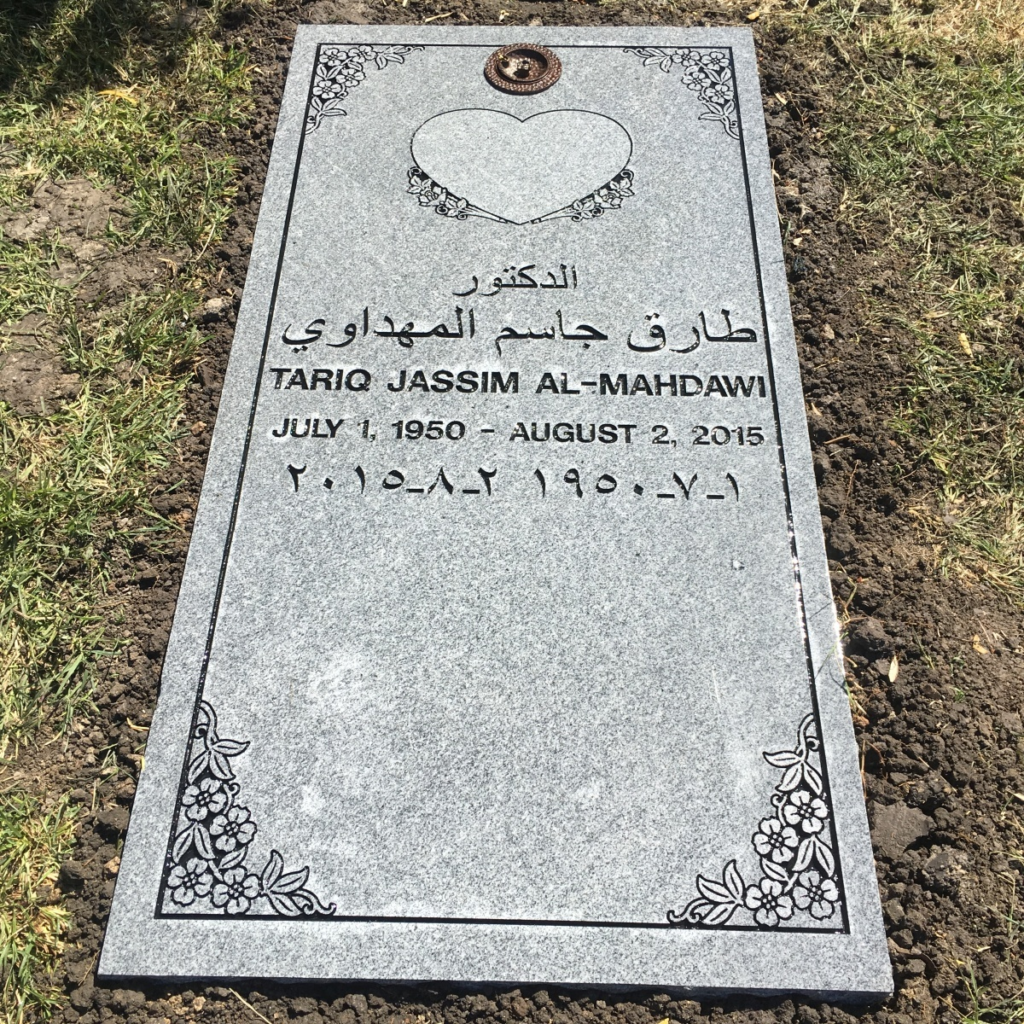 الدكتور
طارق جاسم المهداوي
TARIQ JASSIM AL-MAHDAWI
JULY 1, 1950 - AUGUST 2, 2015
١-٧-١٩٥٠ ٢-٨-٢٠١٥